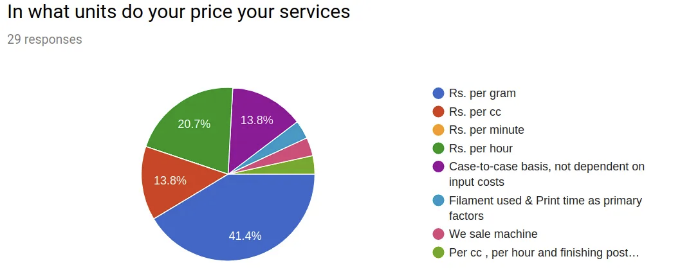 In what units do your price your services
29 responses
20.7%
13.8%
13.8%
41.4%
Rs. per gram
Rs. per cc
Rs. per minute
Rs. per hour
Case-to-case basis, not dependent on
input costs
Filament used & Print time as primary
factors
We sale machine
Per cc , per hour and finishing post…